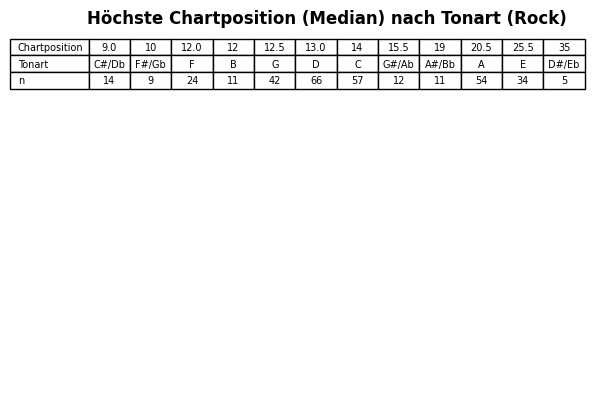 Höchste Chartposition (Median) nach Tonart (Rock)
Chartposition 9.0 10 12.0 12 12.5 13.0 14 15.5 19 20.5 25.5 35
Tonart C#/Db F#/Gb F B G D C G#/Ab A#/Bb A E D#/Eb
n 14 9 24 11 42 66 57 12 11 54 34 5